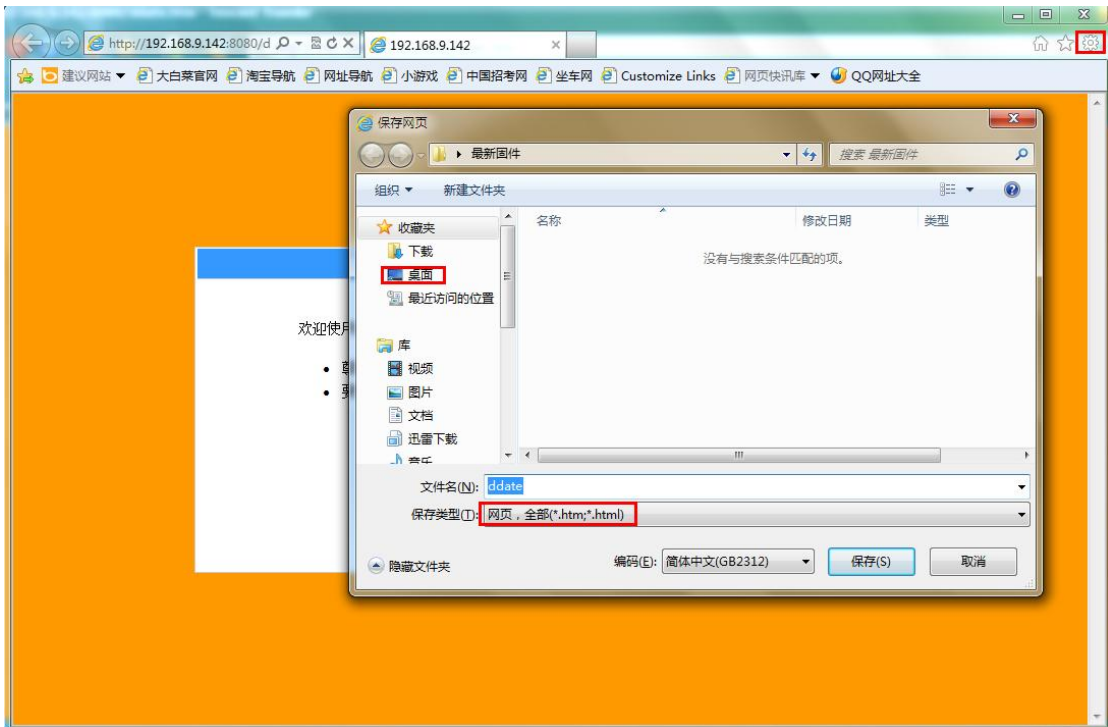 http://192.168.9.142:8080/d
192.168.9.142
建议网站 大白菜官网 淘宝导航 网址导航 小游戏 中国招考网 坐车网 Customize Links 网页快讯库 QQ网址大全
保存网页
最新固件
搜索 最新固件
组织 新建文件夹
收藏夹
下载
桌面
最近访问的位置
库
视频
图片
文档
迅雷下载
音乐
名称 修改日期 类型
没有与搜索条件匹配的项。
欢迎使用
文件名(N): ddate
保存类型(T): 网页，全部(*.htm;*.html)
隐藏文件夹
编码(E): 简体中文(GB2312)
保存(S)
取消